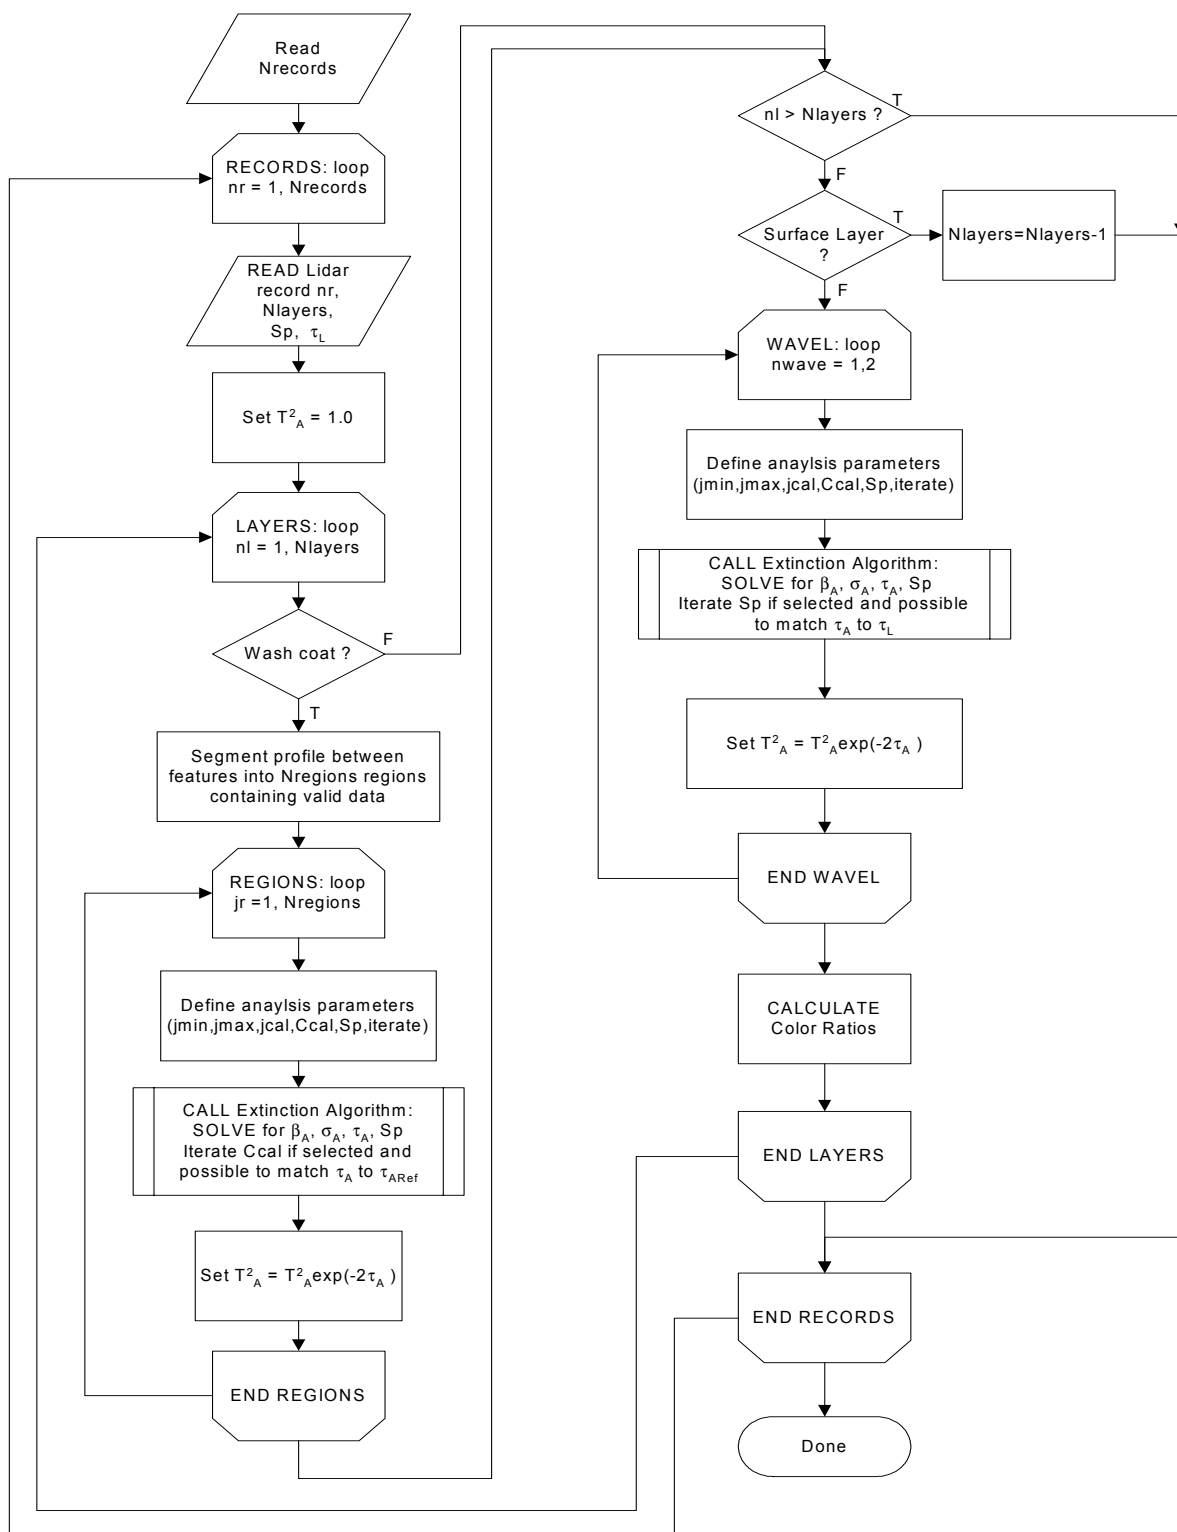 Read
Nrecords
RECORDS: loop
nr = 1, Nrecords
READ Lidar
record nr,
Nlayers,
Sp, τL
Set T²A = 1.0
LAYERS: loop
nl = 1, Nlayers
Wash coat ?
F
T
Segment profile between
features into Nregions regions
containing valid data
REGIONS: loop
jr =1, Nregions
Define anaylsis parameters
(jmin,jmax,jcal,Ccal,Sp,iterate)
CALL Extinction Algorithm:
SOLVE for βA, σA, τA, Sp
Iterate Ccal if selected and
possible to match τA to τARef
Set T²A = T²Aexp(-2τA )
END REGIONS
nl > Nlayers ?
T
F
Surface Layer
?
T
F
Nlayers=Nlayers-1
WAVEL: loop
nwave = 1,2
Define anaylsis parameters
(jmin,jmax,jcal,Ccal,Sp,iterate)
CALL Extinction Algorithm:
SOLVE for βA, σA, τA, Sp
Iterate Sp if selected and possible
to match τA to τL
Set T²A = T²Aexp(-2τA )
END WAVEL
CALCULATE
Color Ratios
END LAYERS
END RECORDS
Done